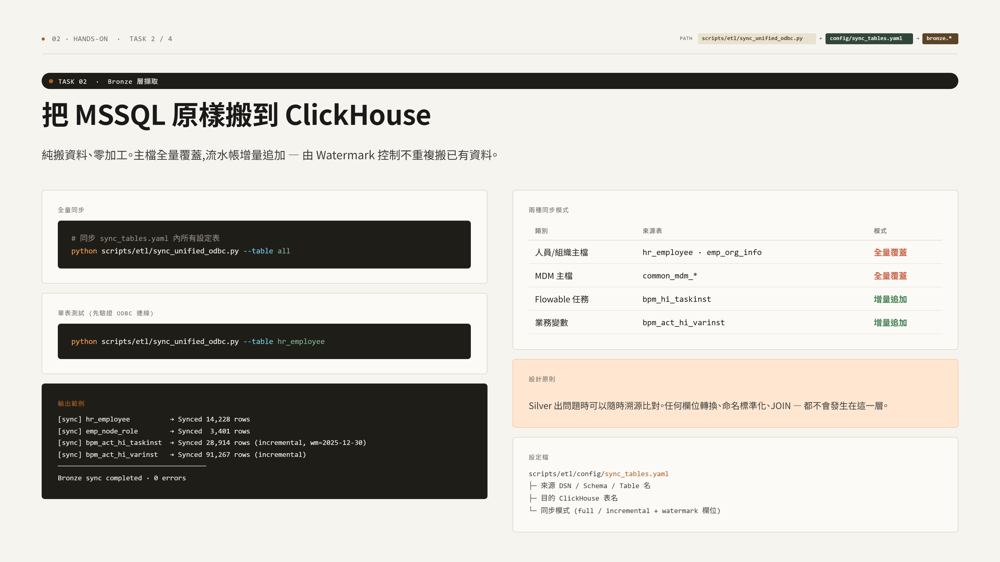 02 · HANDS-ON · TASK 2 / 4
PATH scripts/etl/sync_unified_odbc.py + config/sync_tables.yaml → bronze.*
TASK 02 · Bronze 層擷取
把 MSSQL 原樣搬到 ClickHouse
純搬資料、零加工。主檔全量覆蓋,流水帳增量追加 — 由 Watermark 控制不重複搬已有資料。
全量同步
# 同步 sync_tables.yaml 內所有設定表
python scripts/etl/sync_unified_odbc.py --table all
單表測試 (先驗證 ODBC 連線)
python scripts/etl/sync_unified_odbc.py --table hr_employee
輸出範例
[sync] hr_employee → Synced 14,228 rows
[sync] emp_node_role → Synced 3,401 rows
[sync] bpm_act_hi_taskinst → Synced 28,914 rows (incremental, wm=2025-12-30)
[sync] bpm_act_hi_varinst → Synced 91,267 rows (incremental)
─────────────────────────────────────
Bronze sync completed · 0 errors
兩種同步模式
類別 來源表 模式
人員/組織主檔 hr_employee · emp_org_info 全量覆蓋
MDM 主檔 common_mdm_* 全量覆蓋
Flowable 任務 bpm_hi_taskinst 增量追加
業務變數 bpm_act_hi_varinst 增量追加
設計原則
Silver 出問題時可以隨時溯源比對。任何欄位轉換、命名標準化、JOIN — 都不會發生在這一層。
設定檔
scripts/etl/config/sync_tables.yaml
├─ 來源 DSN / Schema / Table 名
├─ 目的 ClickHouse 表名
└─ 同步模式 (full / incremental + watermark 欄位)